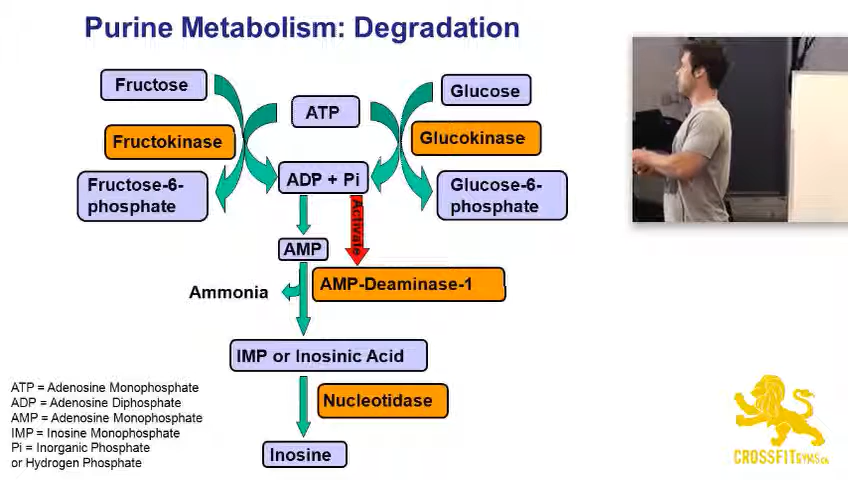 Purine Metabolism: Degradation
Fructose
ATP
Glucose
Fructokinase
Glucokinase
Fructose-6-
phosphate
ADP + Pi
Glucose-6-
phosphate
Activate
AMP
Ammonia
AMP-Deaminase-1
IMP or Inosinic Acid
Nucleotidase
Inosine
ATP = Adenosine Monophosphate
ADP = Adenosine Diphosphate
AMP = Adenosine Monophosphate
IMP = Inosine Monophosphate
Pi = Inorganic Phosphate
or Hydrogen Phosphate
CROSSFITGYMS.CA